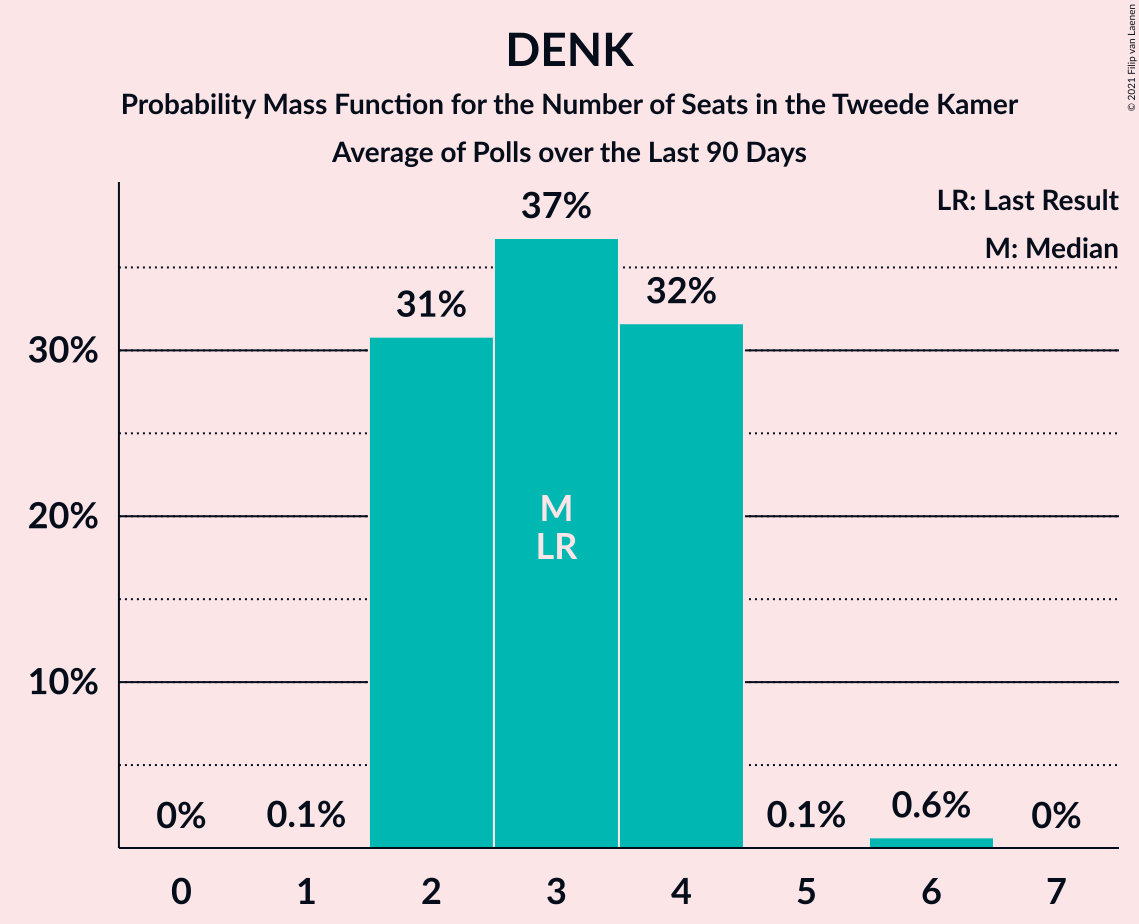 DENK
Probability Mass Function for the Number of Seats in the Tweede Kamer
Average of Polls over the Last 90 Days
© 2021 Filip van Laenen
LR: Last Result
M: Median
37%
31%
32%
30%
20%
10%
M
LR
0%
0.1%
0.1%
0.6%
0%
0
1
2
3
4
5
6
7